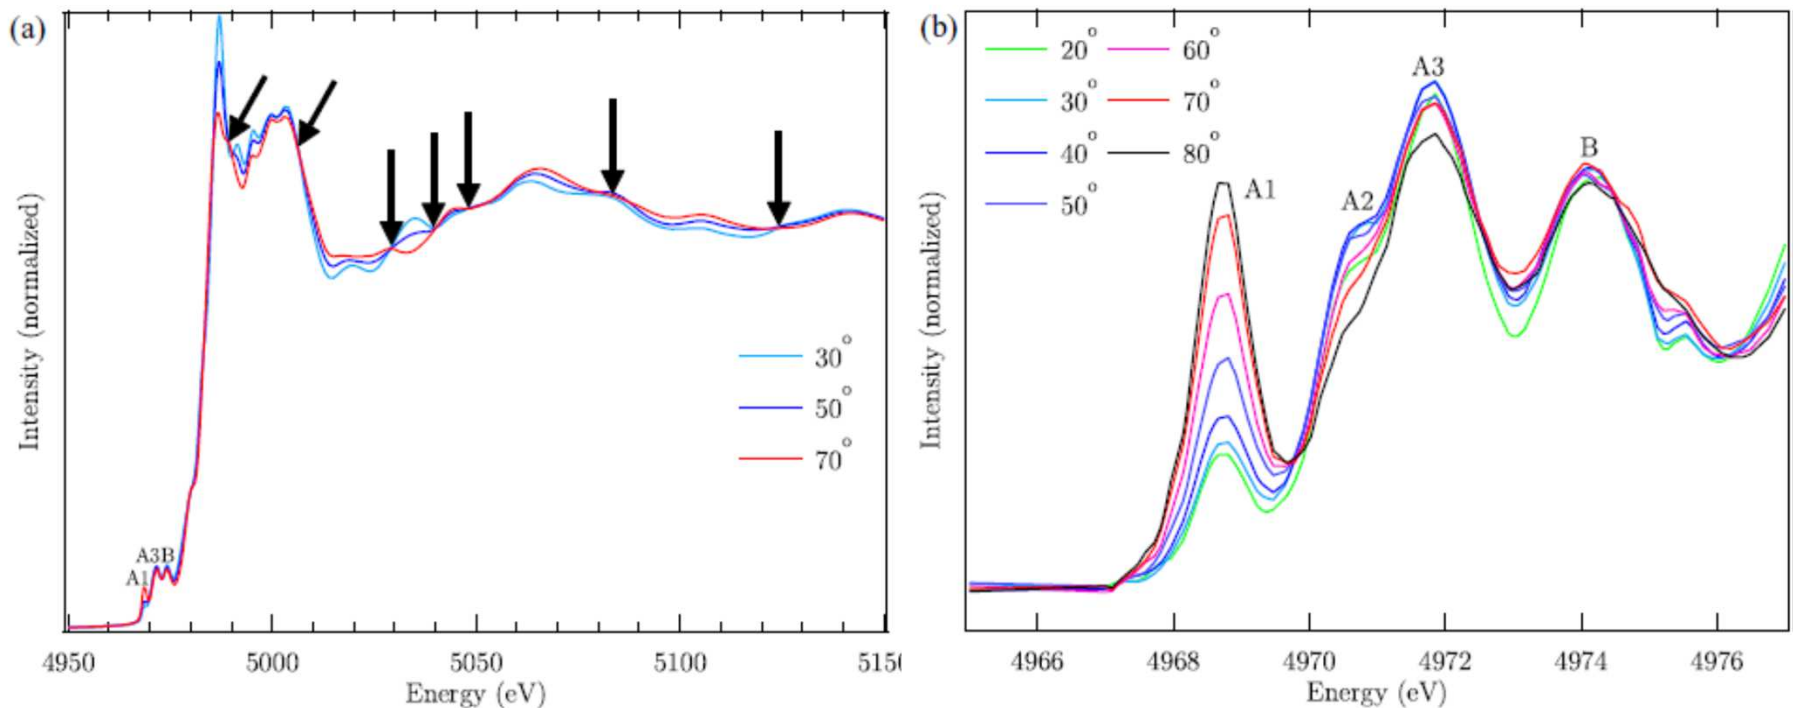 (a)
A3B
A1
30°
50°
70°
Intensity (normalized)
4950 5000 5050 5100 515
Energy (eV)
(b)
20° 60°
30° 70°
40° 80°
50°
A1
A2
A3
B
Intensity (normalized)
4966 4968 4970 4972 4974 4976
Energy (eV)